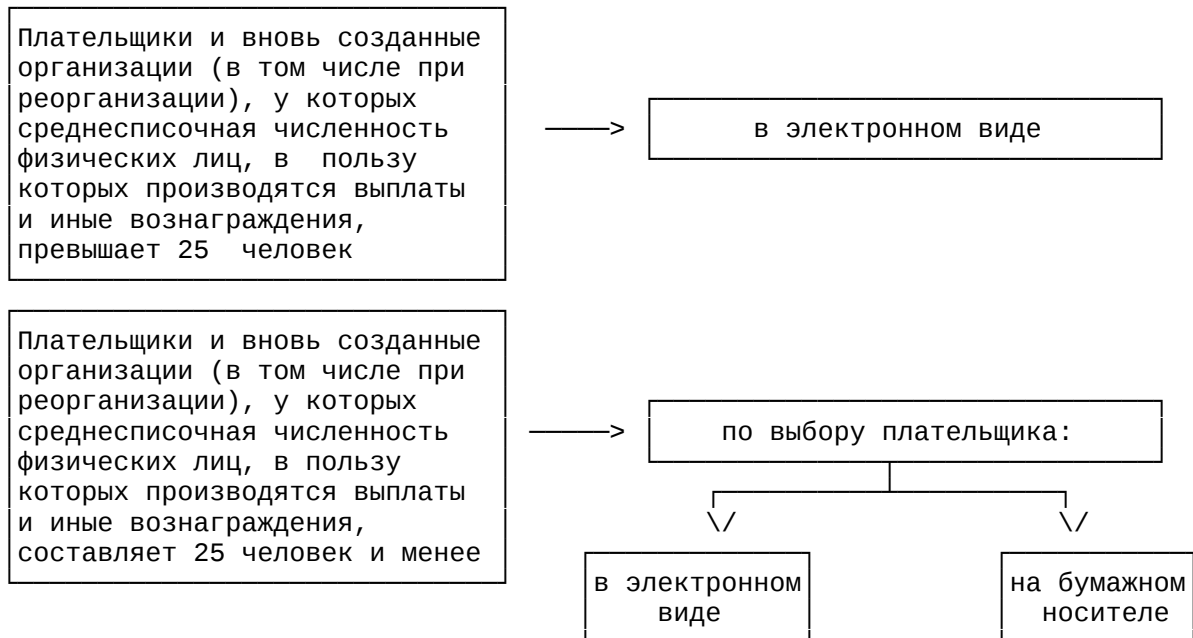 Плательщики и вновь созданные
организации (в том числе при
реорганизации), у которых
среднесписочная численность
физических лиц, в пользу
которых производятся выплаты
и иные вознаграждения,
превышает 25 человек
в электронном виде
Плательщики и вновь созданные
организации (в том числе при
реорганизации), у которых
среднесписочная численность
физических лиц, в пользу
которых производятся выплаты
и иные вознаграждения,
составляет 25 человек и менее
по выбору плательщика:
в электронном
виде
на бумажном
носителе